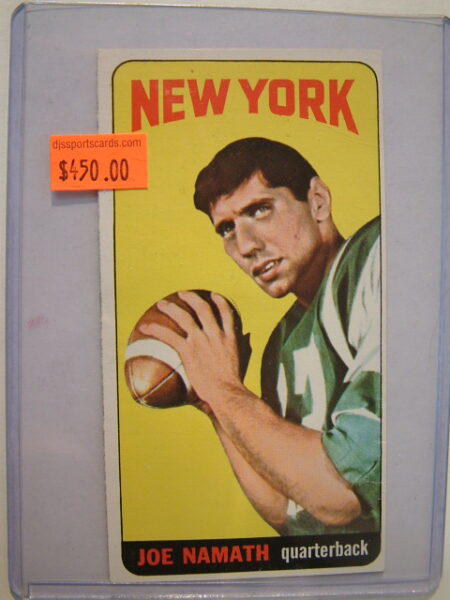 NEW YORK
djssportscards.com
$450.00
JOE NAMATH quarterback